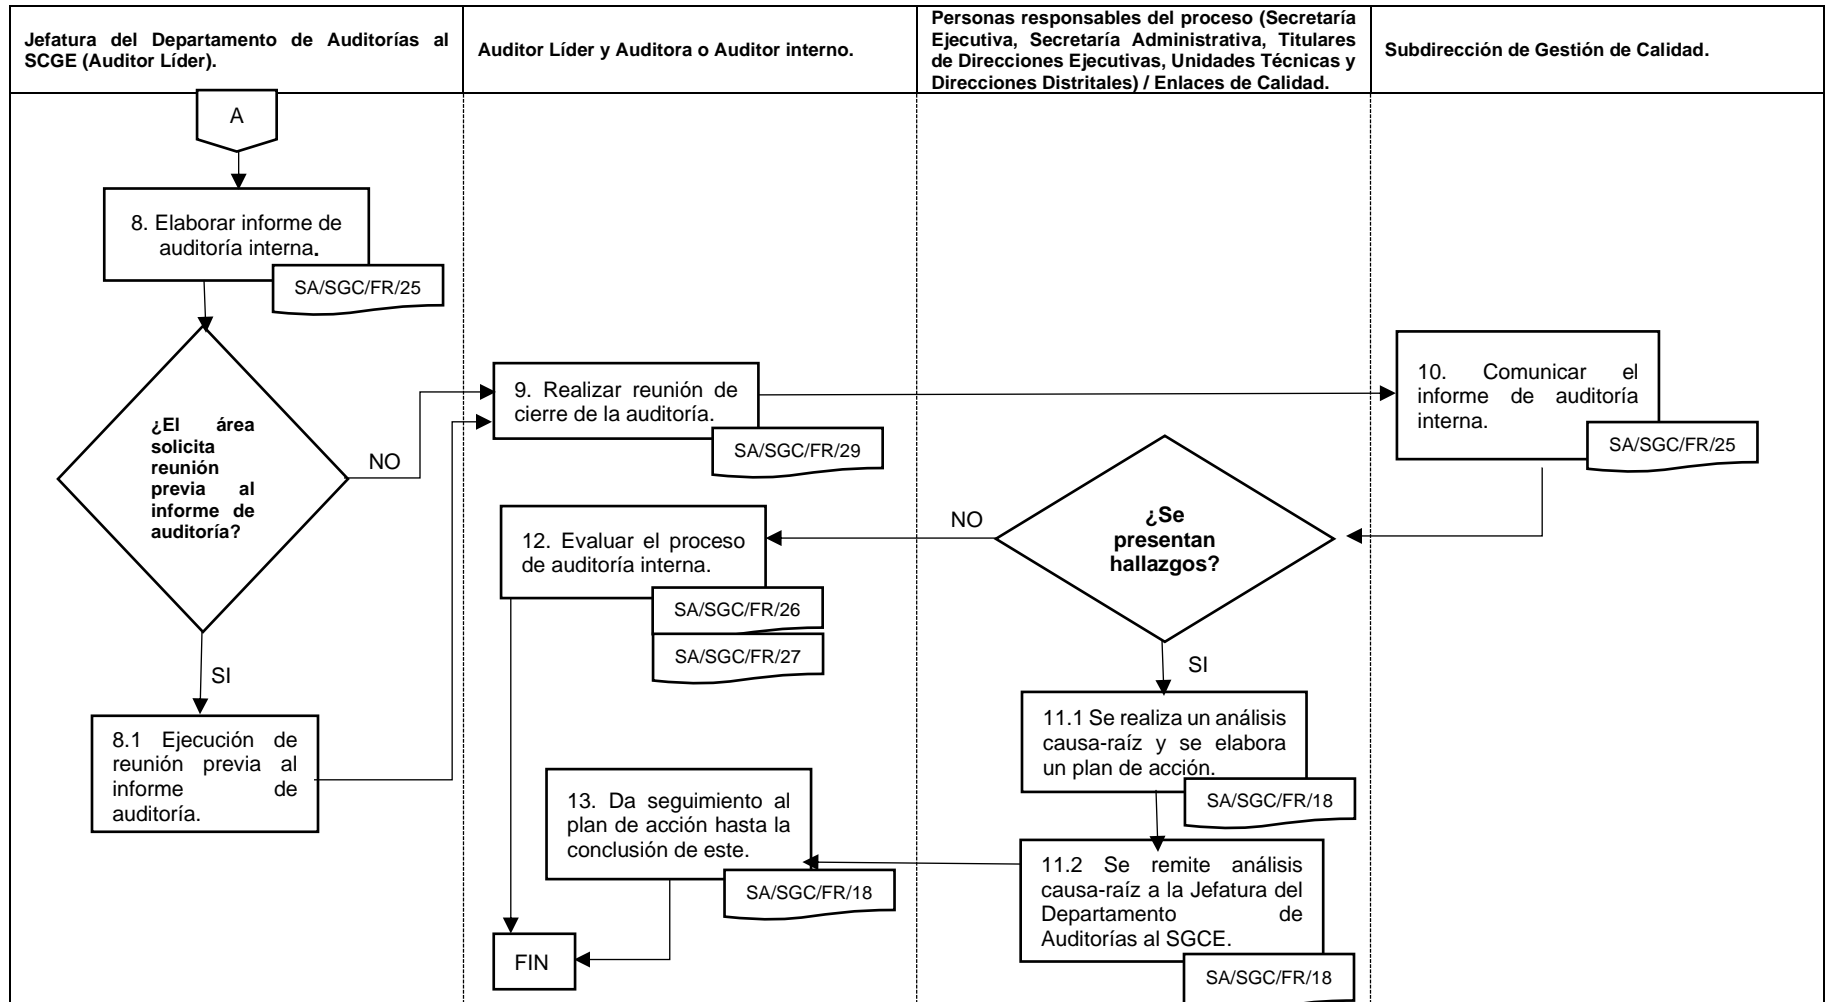 Jefatura del Departamento de Auditorías al
SCGE (Auditor Líder).
Auditor Líder y Auditora o Auditor interno.
Personas responsables del proceso (Secretaría
Ejecutiva, Secretaría Administrativa, Titulares
de Direcciones Ejecutivas, Unidades Técnicas y
Direcciones Distritales) / Enlaces de Calidad.
Subdirección de Gestión de Calidad.
A
8. Elaborar informe de
auditoría interna.
SA/SGC/FR/25
¿El área
solicita
reunión
previa al
informe de
auditoría?
NO
SI
8.1 Ejecución de
reunión previa al
informe de
auditoría.
9. Realizar reunión de
cierre de la auditoría.
SA/SGC/FR/29
10. Comunicar el
informe de auditoría
interna.
SA/SGC/FR/25
¿Se
presentan
hallazgos?
NO
SI
12. Evaluar el proceso
de auditoría interna.
SA/SGC/FR/26
SA/SGC/FR/27
11.1 Se realiza un análisis
causa-raíz y se elabora
un plan de acción.
SA/SGC/FR/18
11.2 Se remite análisis
causa-raíz a la Jefatura del
Departamento de
Auditorías al SGCE.
SA/SGC/FR/18
13. Da seguimiento al
plan de acción hasta la
conclusión de este.
SA/SGC/FR/18
FIN